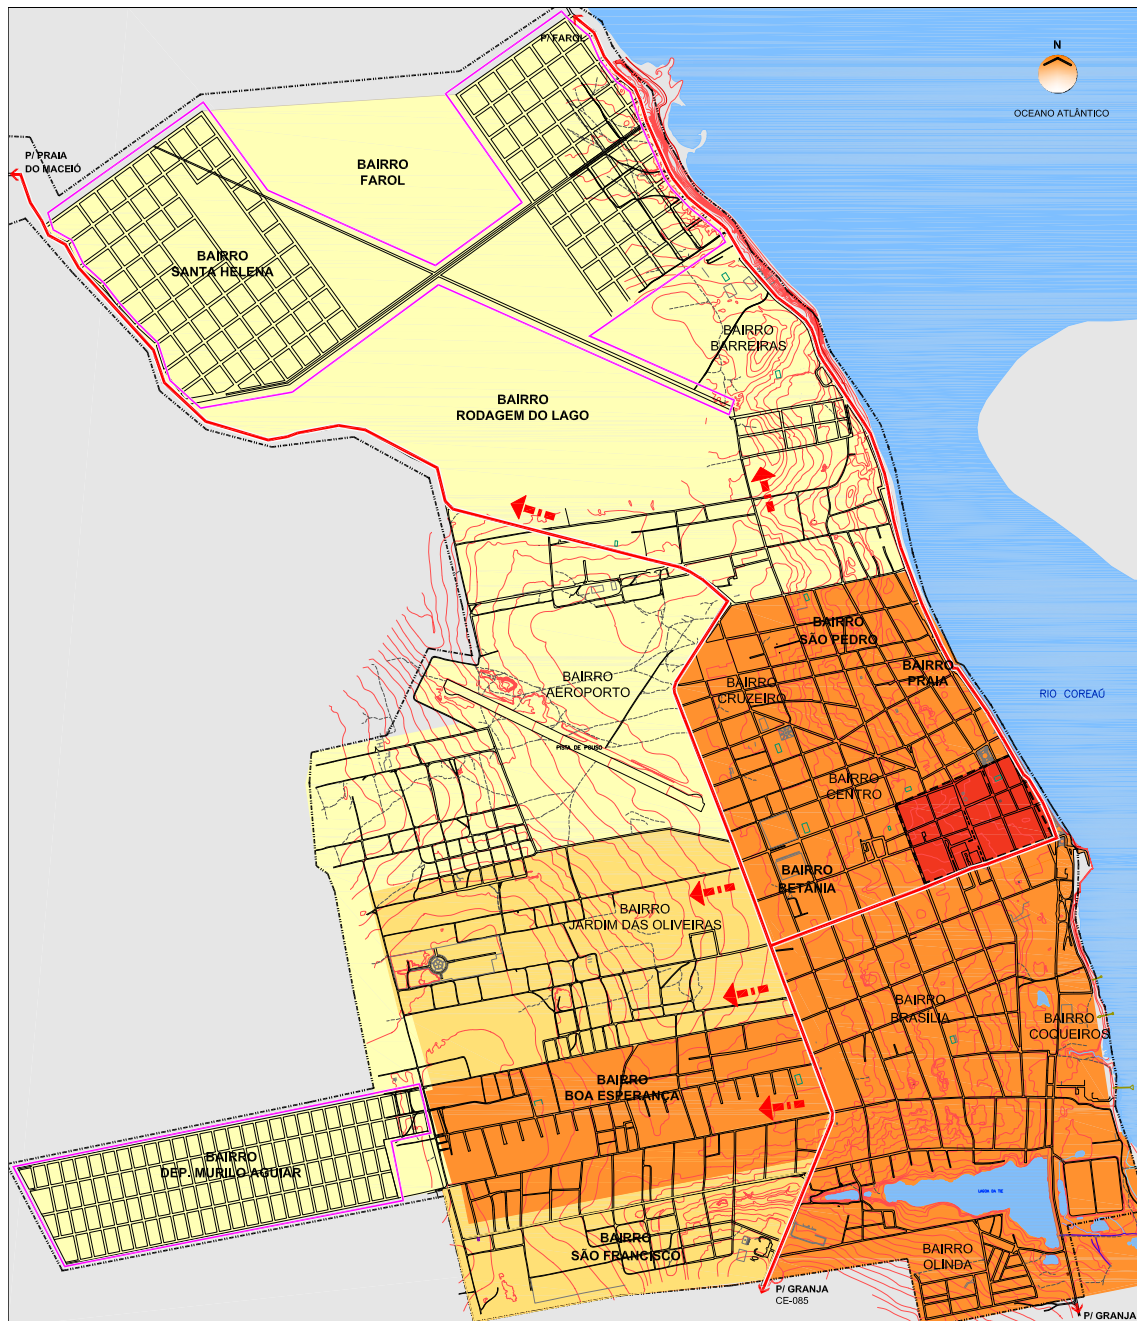 P/ FAROL
N
OCEANO ATLÂNTICO
P/ PRAIA
DO MACEIÓ
BAIRRO
FAROL
BAIRRO
SANTA HELENA
BAIRRO
BARREIRAS
BAIRRO
RODAGEM DO LAGO
BAIRRO
SÃO PEDRO
BAIRRO
PRAIA
BAIRRO
AEROPORTO
BAIRRO
CRUZEIRO
RIO COREAÚ
PISTA DE POUSO
BAIRRO
CENTRO
BAIRRO
BETÂNIA
BAIRRO
JARDIM DAS OLIVEIRAS
BAIRRO
BRASÍLIA
BAIRRO
COQUEIROS
BAIRRO
BOA ESPERANÇA
BAIRRO
DEP. MURILO AGUIAR
BAIRRO
SÃO FRANCISCO
BAIRRO
OLINDA
P/ GRANJA
CE-085
P/ GRANJA